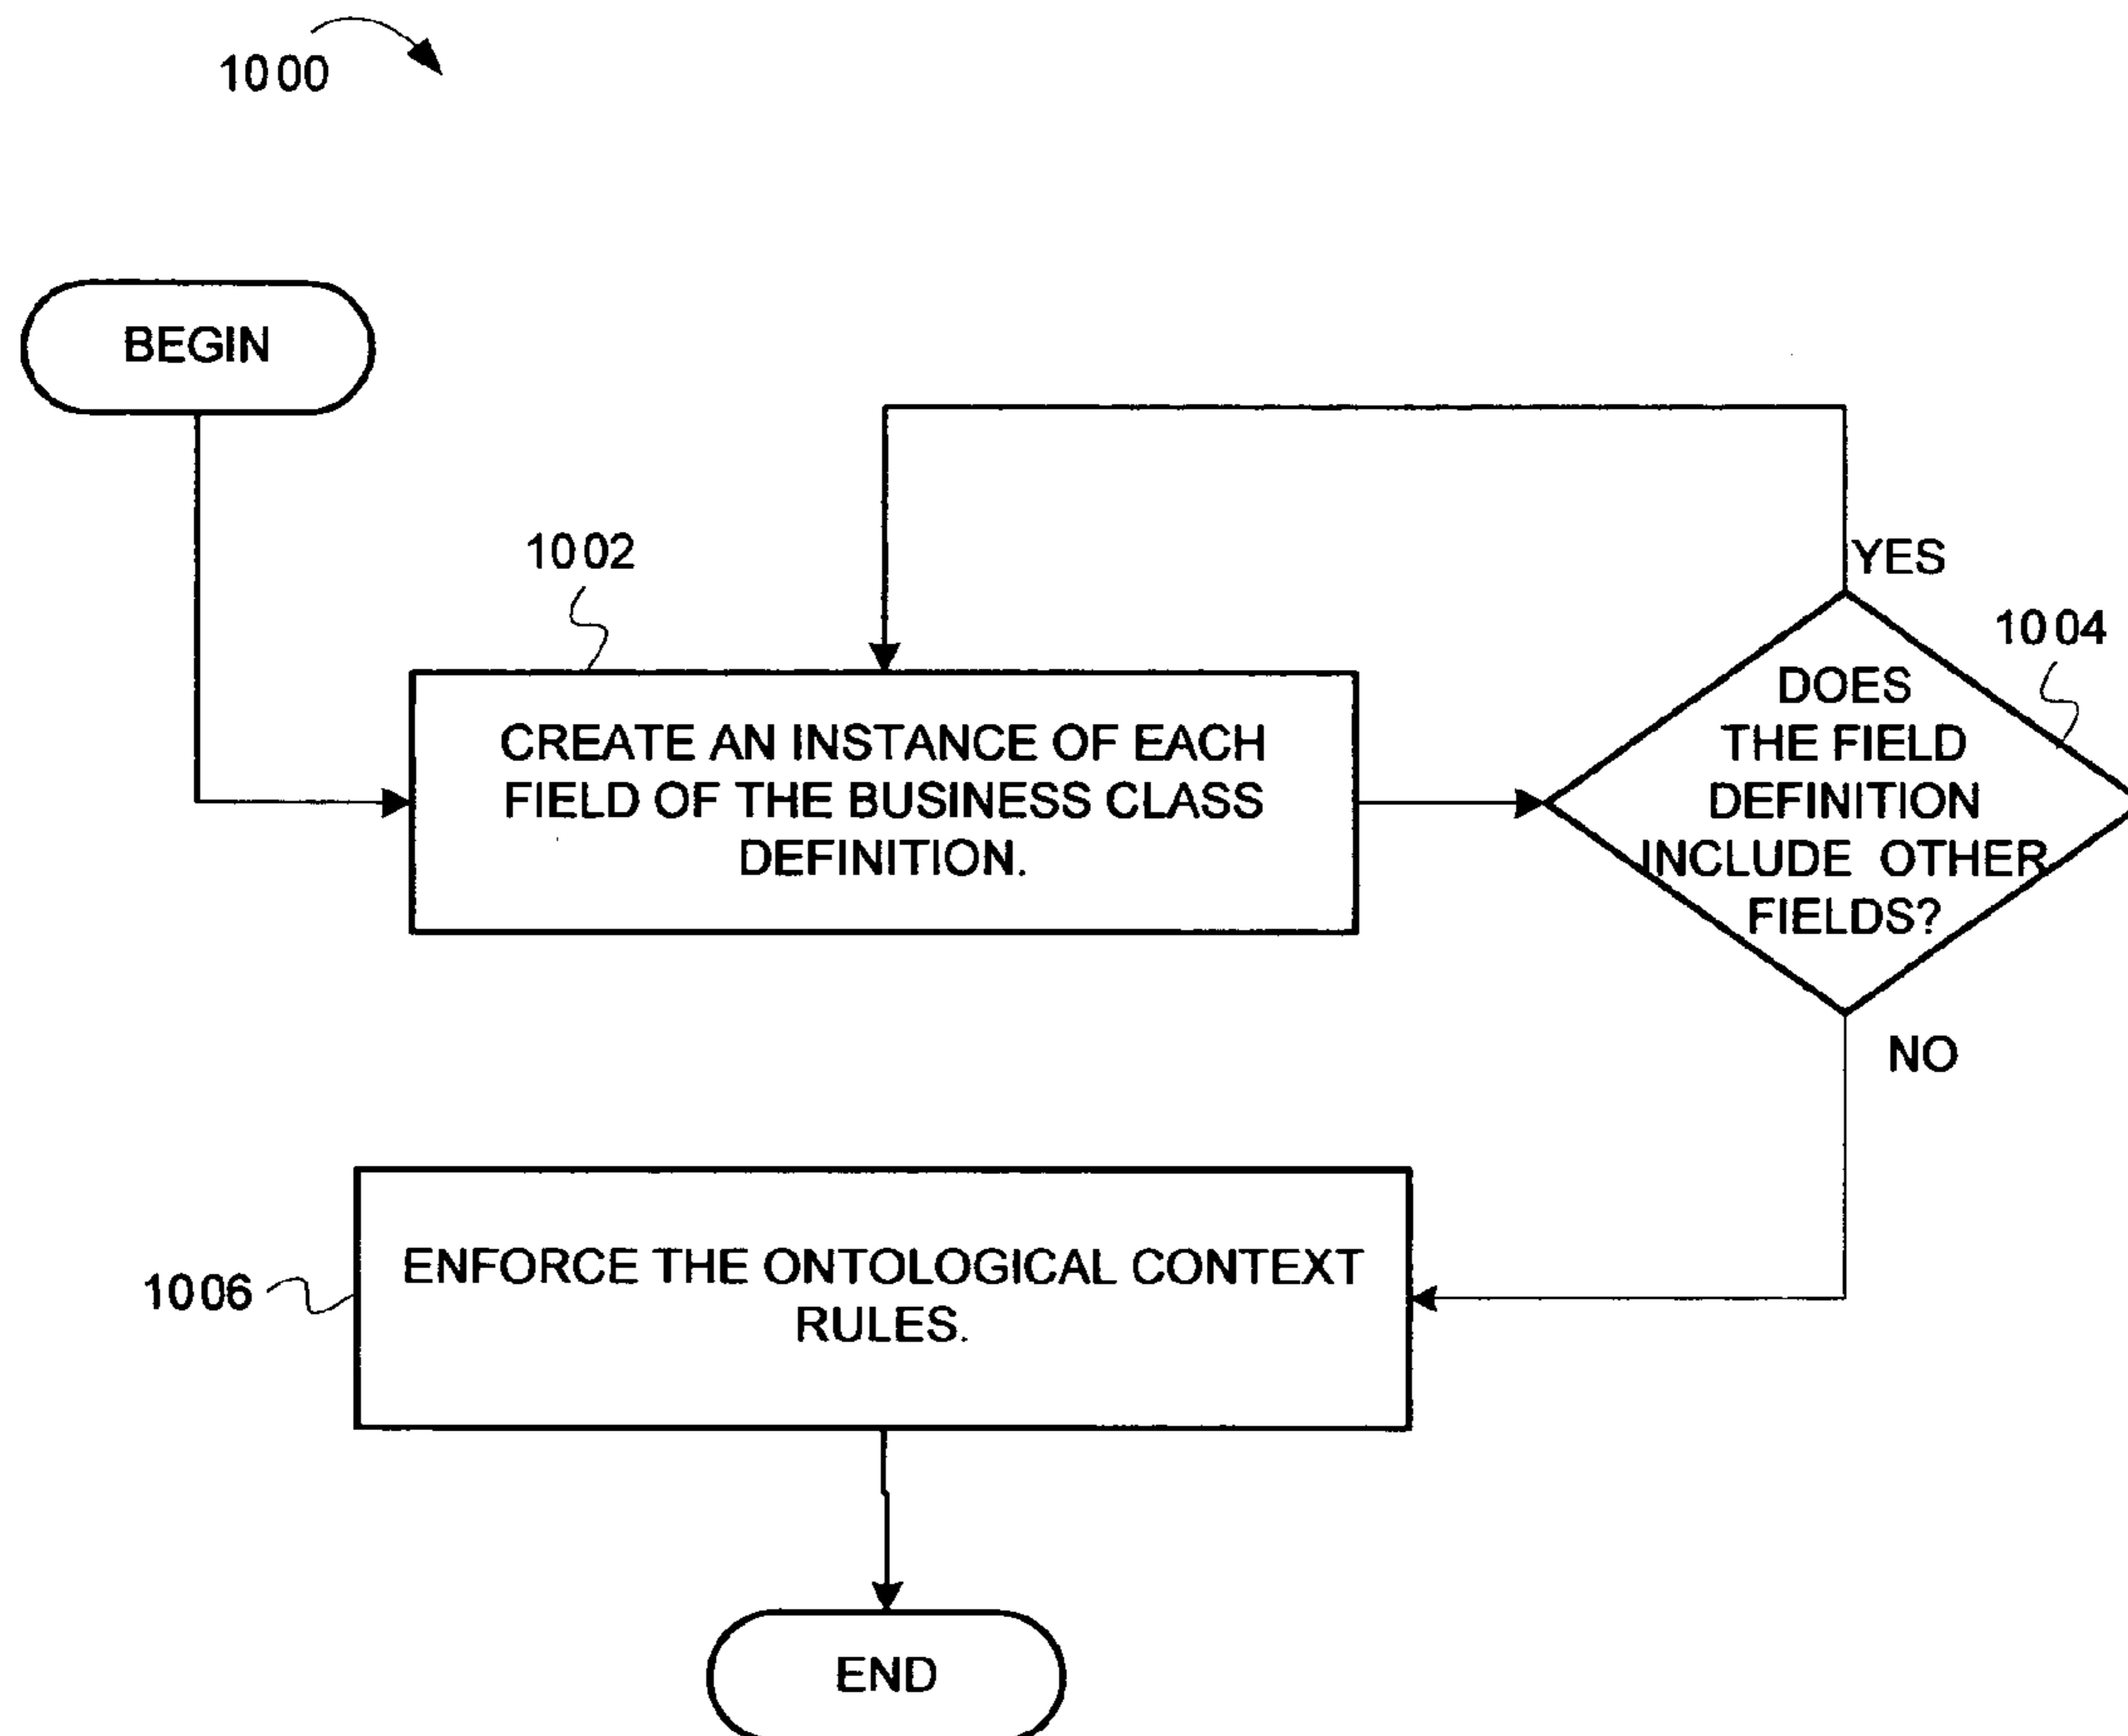 1000
BEGIN
YES
1002
1004
CREATE AN INSTANCE OF EACH
FIELD OF THE BUSINESS CLASS
DEFINITION.
DOES
THE FIELD
DEFINITION
INCLUDE OTHER
FIELDS?
NO
1006
ENFORCE THE ONTOLOGICAL CONTEXT
RULES.
END